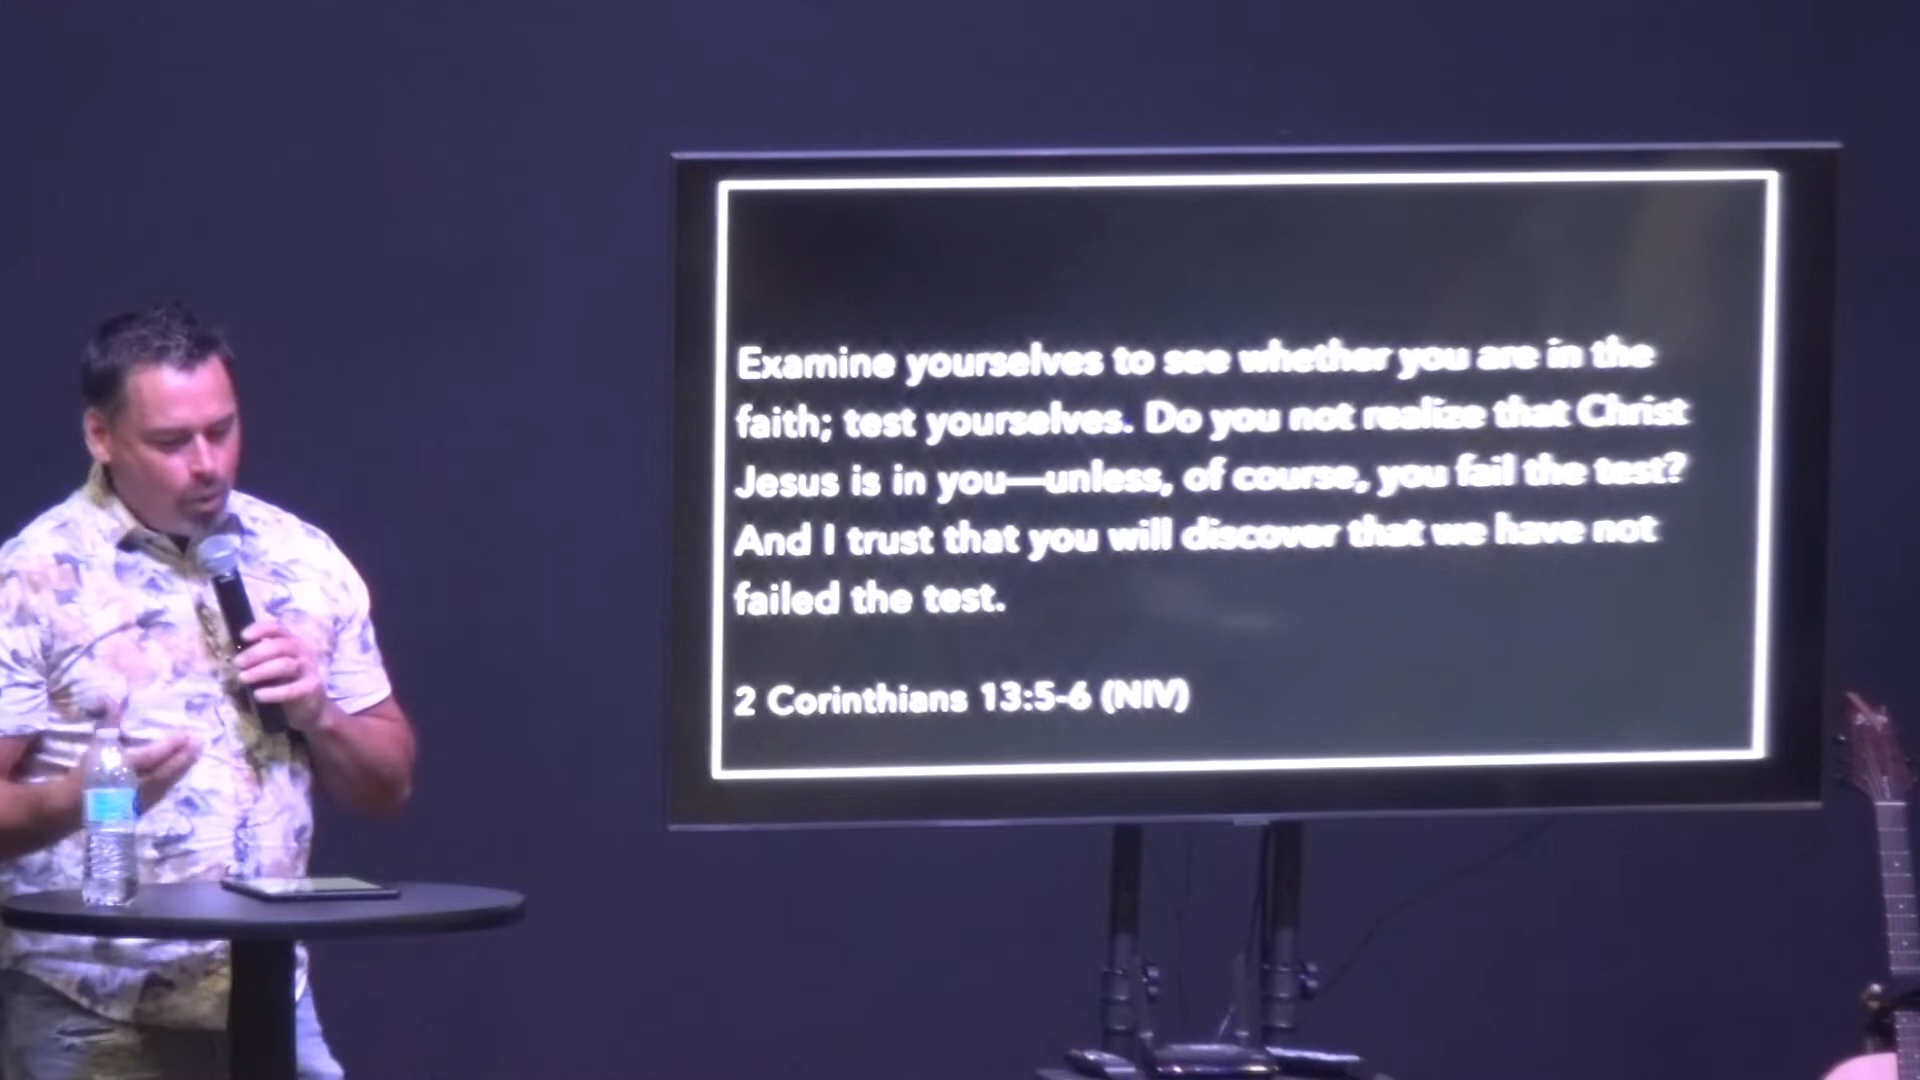 Examine yourselves to see whether you are in the
faith; test yourselves. Do you not realize that Christ
Jesus is in you—unless, of course, you fail the test?
And I trust that you will discover that we have not
failed the test.
2 Corinthians 13:5-6 (NIV)